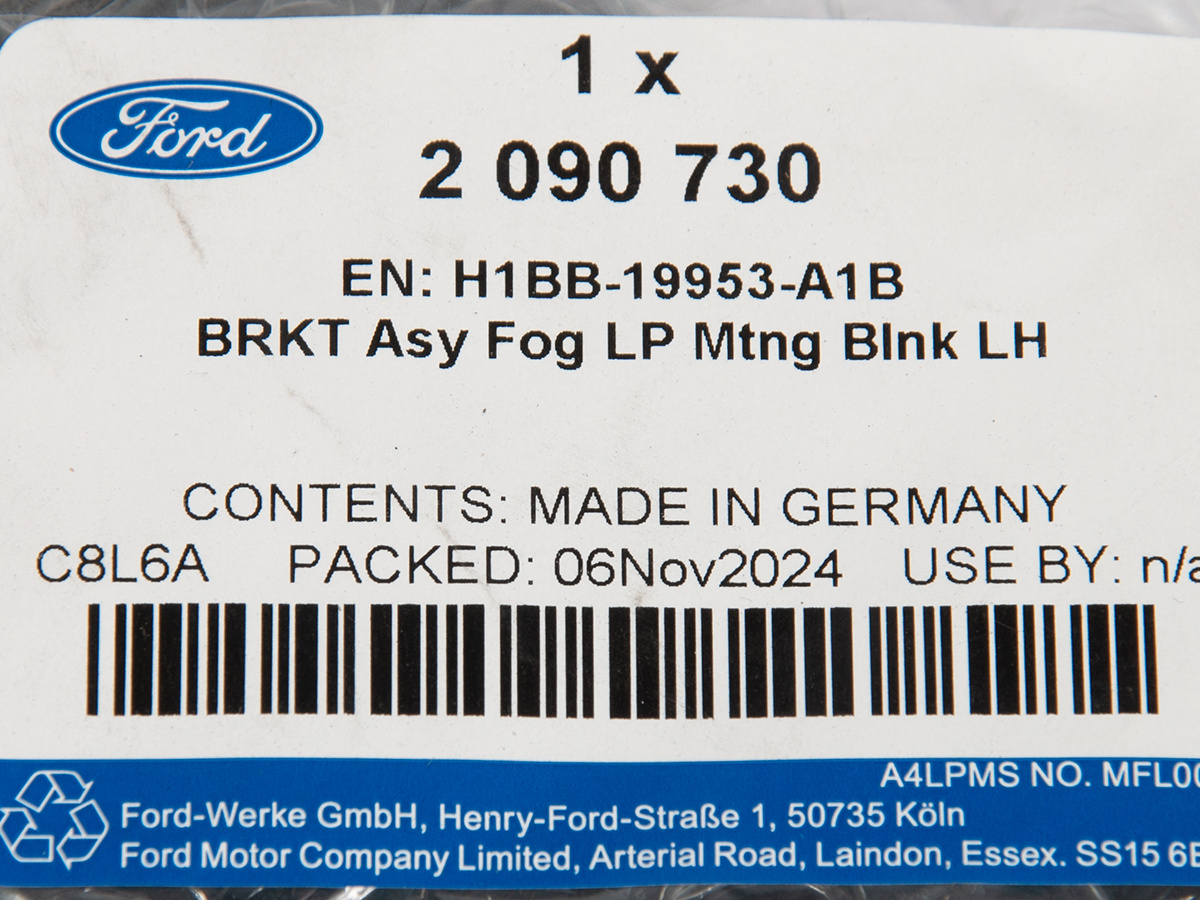 Ford
1 x
2 090 730
EN: H1BB-19953-A1B
BRKT Asy Fog LP Mtng Blnk LH
CONTENTS: MADE IN GERMANY
C8L6A PACKED: 06Nov2024 USE BY: n/a
A4LPMS NO. MFL00
Ford-Werke GmbH, Henry-Ford-Straße 1, 50735 Köln
Ford Motor Company Limited, Arterial Road, Laindon, Essex. SS15 6E